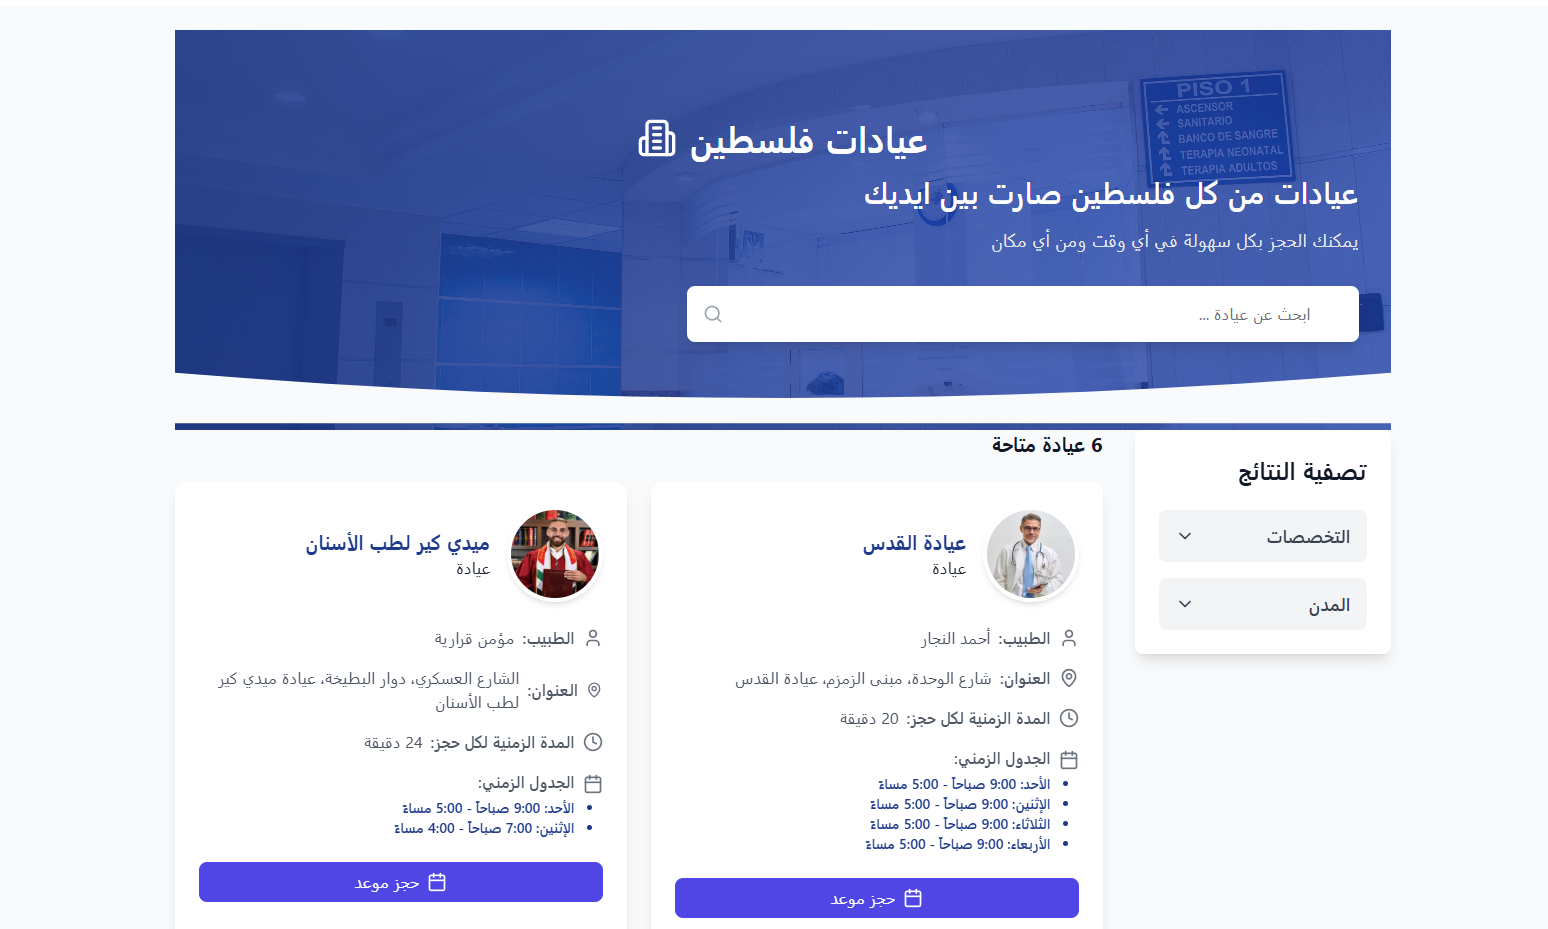 PISO 1
ASCENSOR
SANITARIO
BANCO DE SANGRE
TERAPIA NEONATAL
TERAPIA ADULTOS
عيادات فلسطين
عيادات من كل فلسطين صارت بين ايديك
يمكنك الحجز بكل سهولة في أي وقت ومن أي مكان
ابحث عن عيادة ...
تصفية النتائج
التخصصات
المدن
6 عيادة متاحة
عيادة القدس
عيادة
الطبيب: أحمد النجار
العنوان: شارع الوحدة، مبنى الزمزم، عيادة القدس
المدة الزمنية لكل حجز: 20 دقيقة
الجدول الزمني:
الأحد: 9:00 صباحاً - 5:00 مساءً
الإثنين: 9:00 صباحاً - 5:00 مساءً
الثلاثاء: 9:00 صباحاً - 5:00 مساءً
الأربعاء: 9:00 صباحاً - 5:00 مساءً
حجز موعد
ميدي كير لطب الأسنان
عيادة
الطبيب: مؤمن قرارية
العنوان: الشارع العسكري، دوار البطيخة، عيادة ميدي كير
لطب الأسنان
المدة الزمنية لكل حجز: 24 دقيقة
الجدول الزمني:
الأحد: 9:00 صباحاً - 5:00 مساءً
الإثنين: 7:00 صباحاً - 4:00 مساءً
حجز موعد